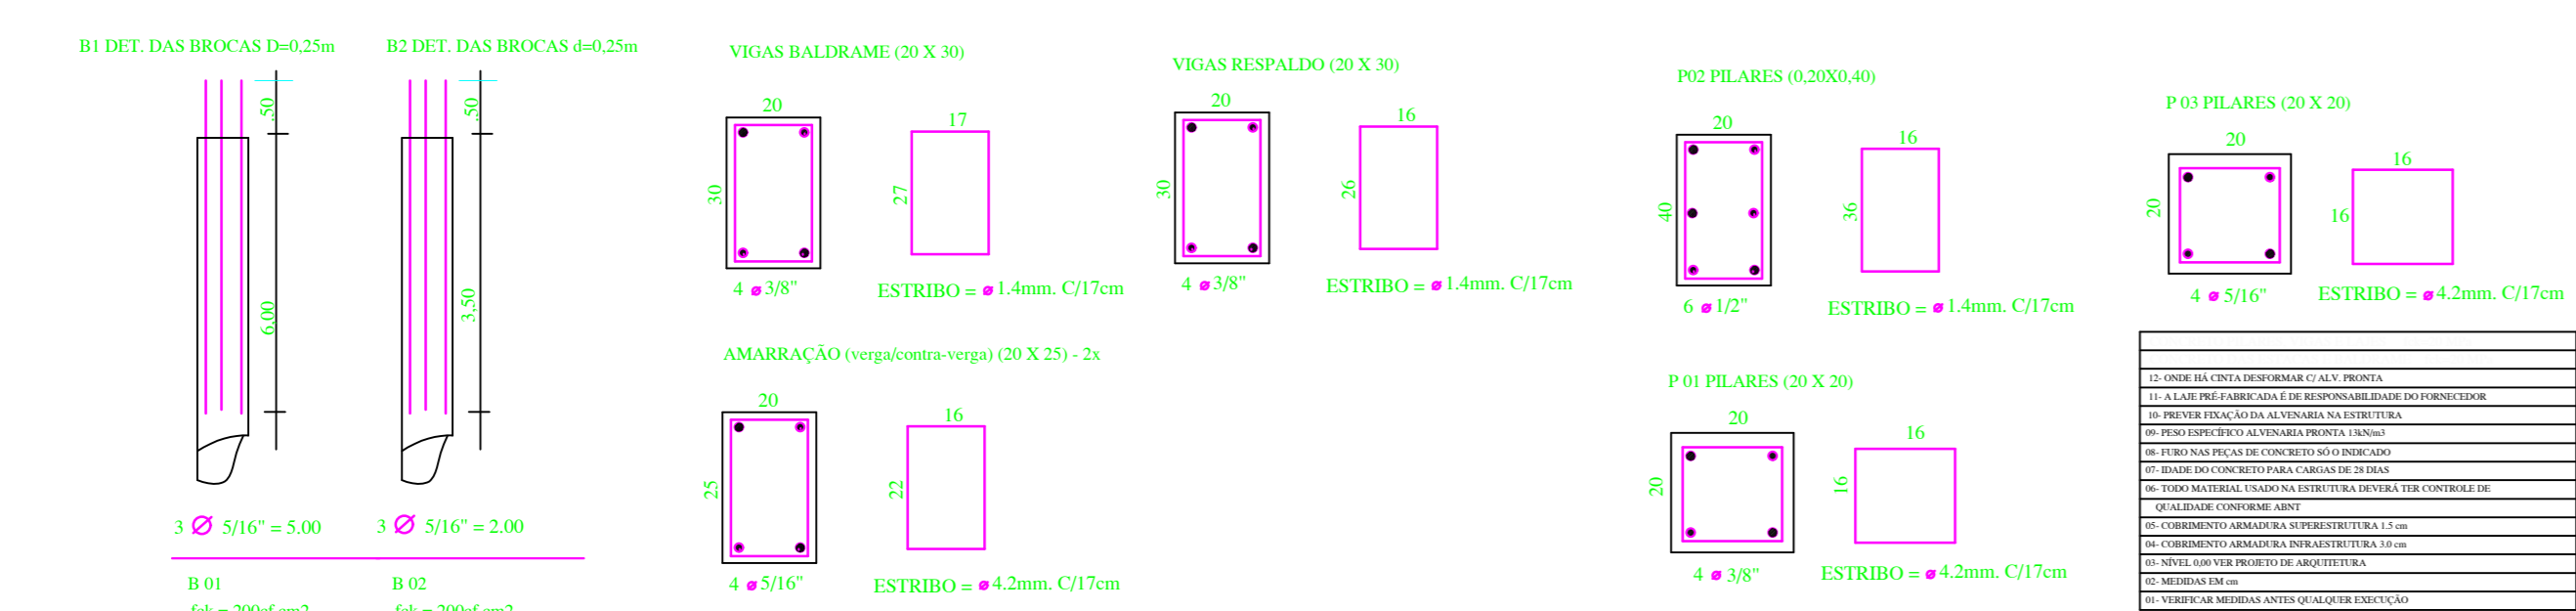 B1 DET. DAS BROCAS D=0,25m
.50
6,00
3 Ø 5/16" = 5.00
B 01
B2 DET. DAS BROCAS d=0,25m
.50
3,50
3 Ø 5/16" = 2.00
B 02
VIGAS BALDRAME (20 X 30)
20
30
4 ø 3/8"
17
27
ESTRIBO = ø 1.4mm. C/17cm
AMARRAÇÃO (verga/contra-verga) (20 X 25) - 2x
20
25
4 ø 5/16"
16
22
ESTRIBO = ø 4.2mm. C/17cm
VIGAS RESPALDO (20 X 30)
20
30
4 ø 3/8"
16
26
ESTRIBO = ø 1.4mm. C/17cm
P02 PILARES (0,20X0,40)
20
40
6 ø 1/2"
16
36
ESTRIBO = ø 1.4mm. C/17cm
P 01 PILARES (20 X 20)
20
20
4 ø 3/8"
16
16
ESTRIBO = ø 4.2mm. C/17cm
P 03 PILARES (20 X 20)
20
20
4 ø 5/16"
16
16
ESTRIBO = ø 4.2mm. C/17cm
12- ONDE HÁ CINTA DESFORMAR C/ ALV. PRONTA
11- A LAJE PRÉ-FABRICADA É DE RESPONSABILIDADE DO FORNECEDOR
10- PREVER FIXAÇÃO DA ALVENARIA NA ESTRUTURA
09- PESO ESPECÍFICO ALVENARIA PRONTA 13kN/m3
08- FURO NAS PEÇAS DE CONCRETO SÓ O INDICADO
07- IDADE DO CONCRETO PARA CARGAS DE 28 DIAS
06- TODO MATERIAL USADO NA ESTRUTURA DEVERÁ TER CONTROLE DE
QUALIDADE CONFORME ABNT
05- COBRIMENTO ARMADURA SUPERESTRUTURA 1.5 cm
04- COBRIMENTO ARMADURA INFRAESTRUTURA 3.0 cm
03- NÍVEL 0,00 VER PROJETO DE ARQUITETURA
02- MEDIDAS EM cm
01- VERIFICAR MEDIDAS ANTES QUALQUER EXECUÇÃO